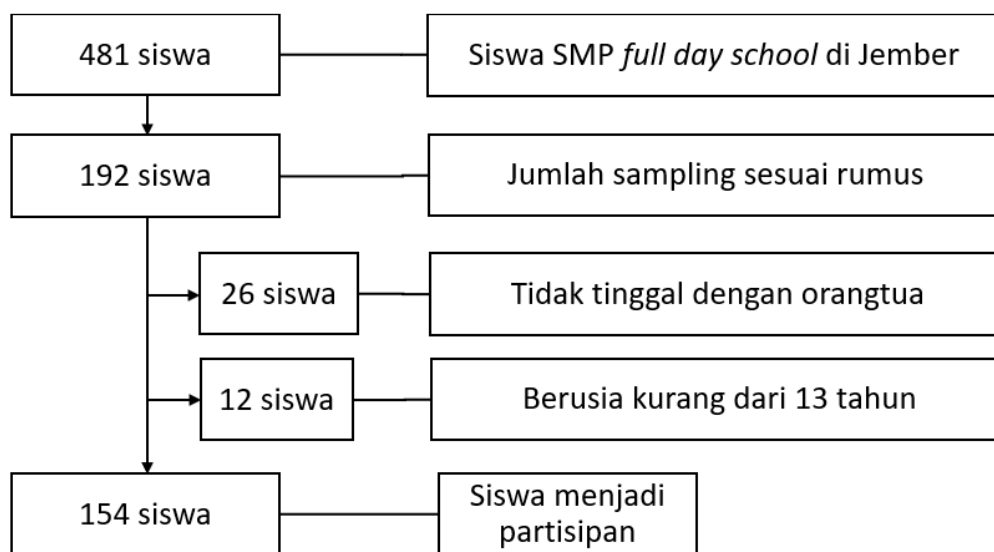 481 siswa
Siswa SMP full day school di Jember
192 siswa
Jumlah sampling sesuai rumus
26 siswa
Tidak tinggal dengan orangtua
12 siswa
Berusia kurang dari 13 tahun
154 siswa
Siswa menjadi
partisipan